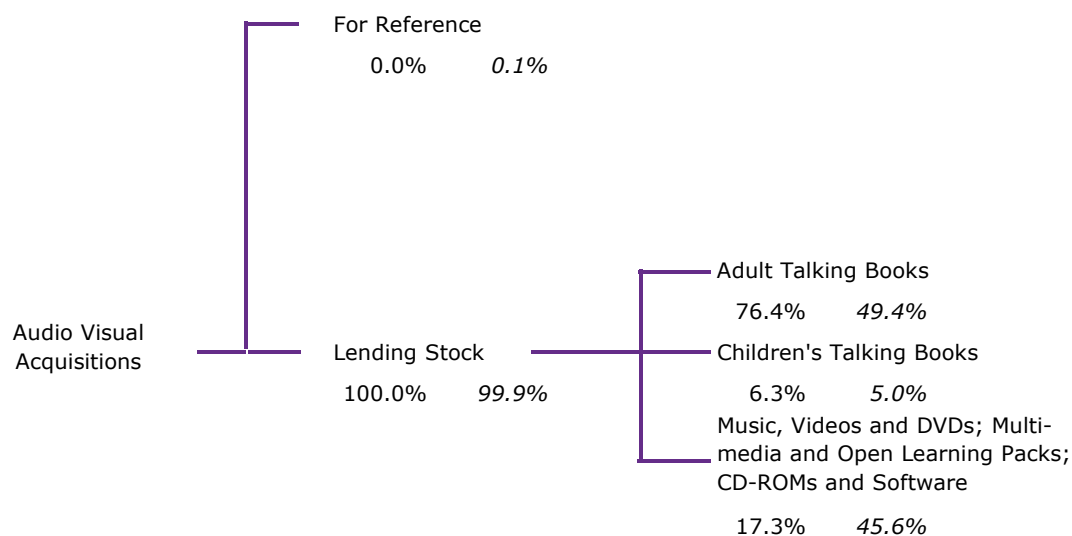 For Reference
0.0% 0.1%
Audio Visual
Acquisitions
Lending Stock
100.0% 99.9%
Adult Talking Books
76.4% 49.4%
Children's Talking Books
6.3% 5.0%
Music, Videos and DVDs; Multi-
media and Open Learning Packs;
CD-ROMs and Software
17.3% 45.6%